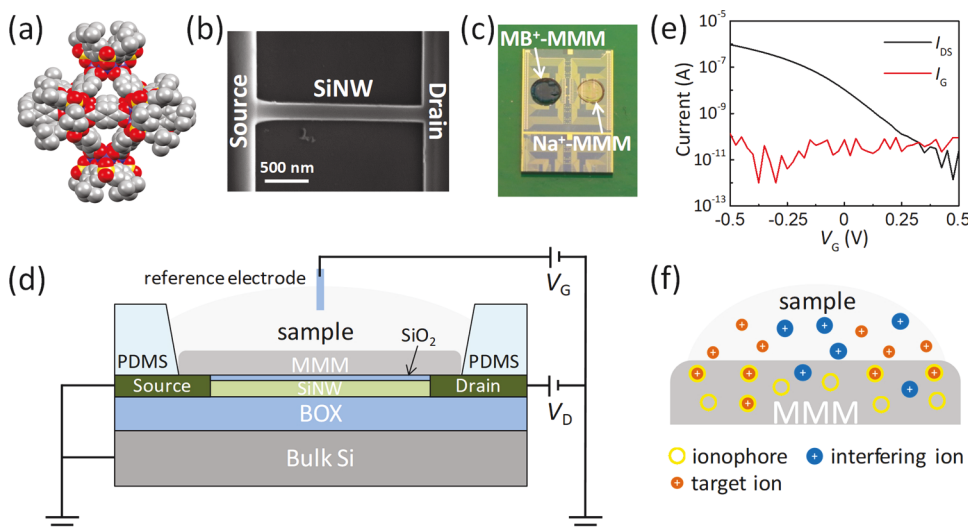 (a)
(b)
SiNW
Source
Drain
500 nm
(c)
MB⁺-MMM
Na⁺-MMM
(e)
10⁻⁵
10⁻⁷
10⁻⁹
10⁻¹¹
10⁻¹³
Current (A)
I_DS
I_G
-0.5 -0.25 0 0.25 0.5
V_G (V)
(d)
reference electrode
V_G
sample
SiO₂
PDMS
MMM
PDMS
Source
SiNW
Drain
V_D
BOX
Bulk Si
(f)
sample
MMM
ionophore
interfering ion
target ion